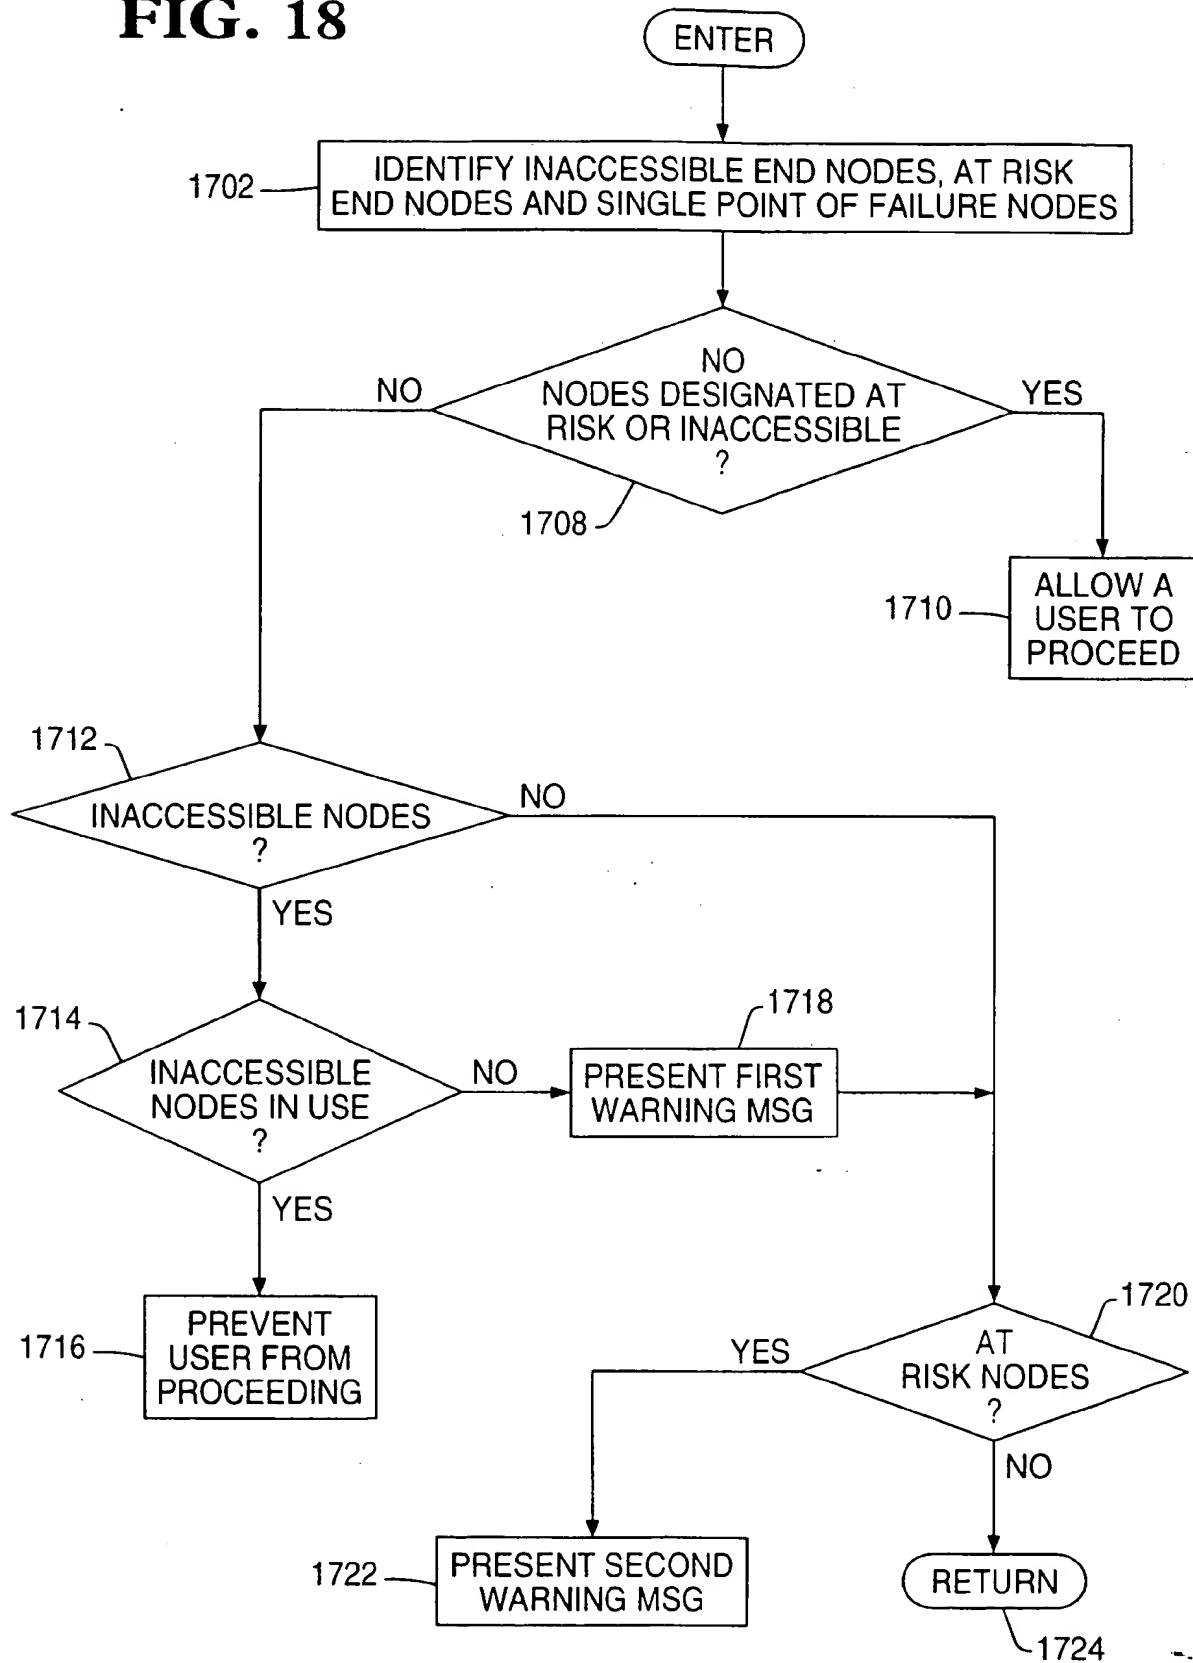 FIG. 18
ENTER
1702
IDENTIFY INACCESSIBLE END NODES, AT RISK
END NODES AND SINGLE POINT OF FAILURE NODES
NO
NODES DESIGNATED AT
RISK OR INACCESSIBLE
?
NO
YES
1708
1710
ALLOW A
USER TO
PROCEED
1712
INACCESSIBLE NODES
?
NO
YES
1714
INACCESSIBLE
NODES IN USE
?
NO
1718
PRESENT FIRST
WARNING MSG
YES
1716
PREVENT
USER FROM
PROCEEDING
1720
AT
RISK NODES
?
YES
NO
1722
PRESENT SECOND
WARNING MSG
RETURN
1724